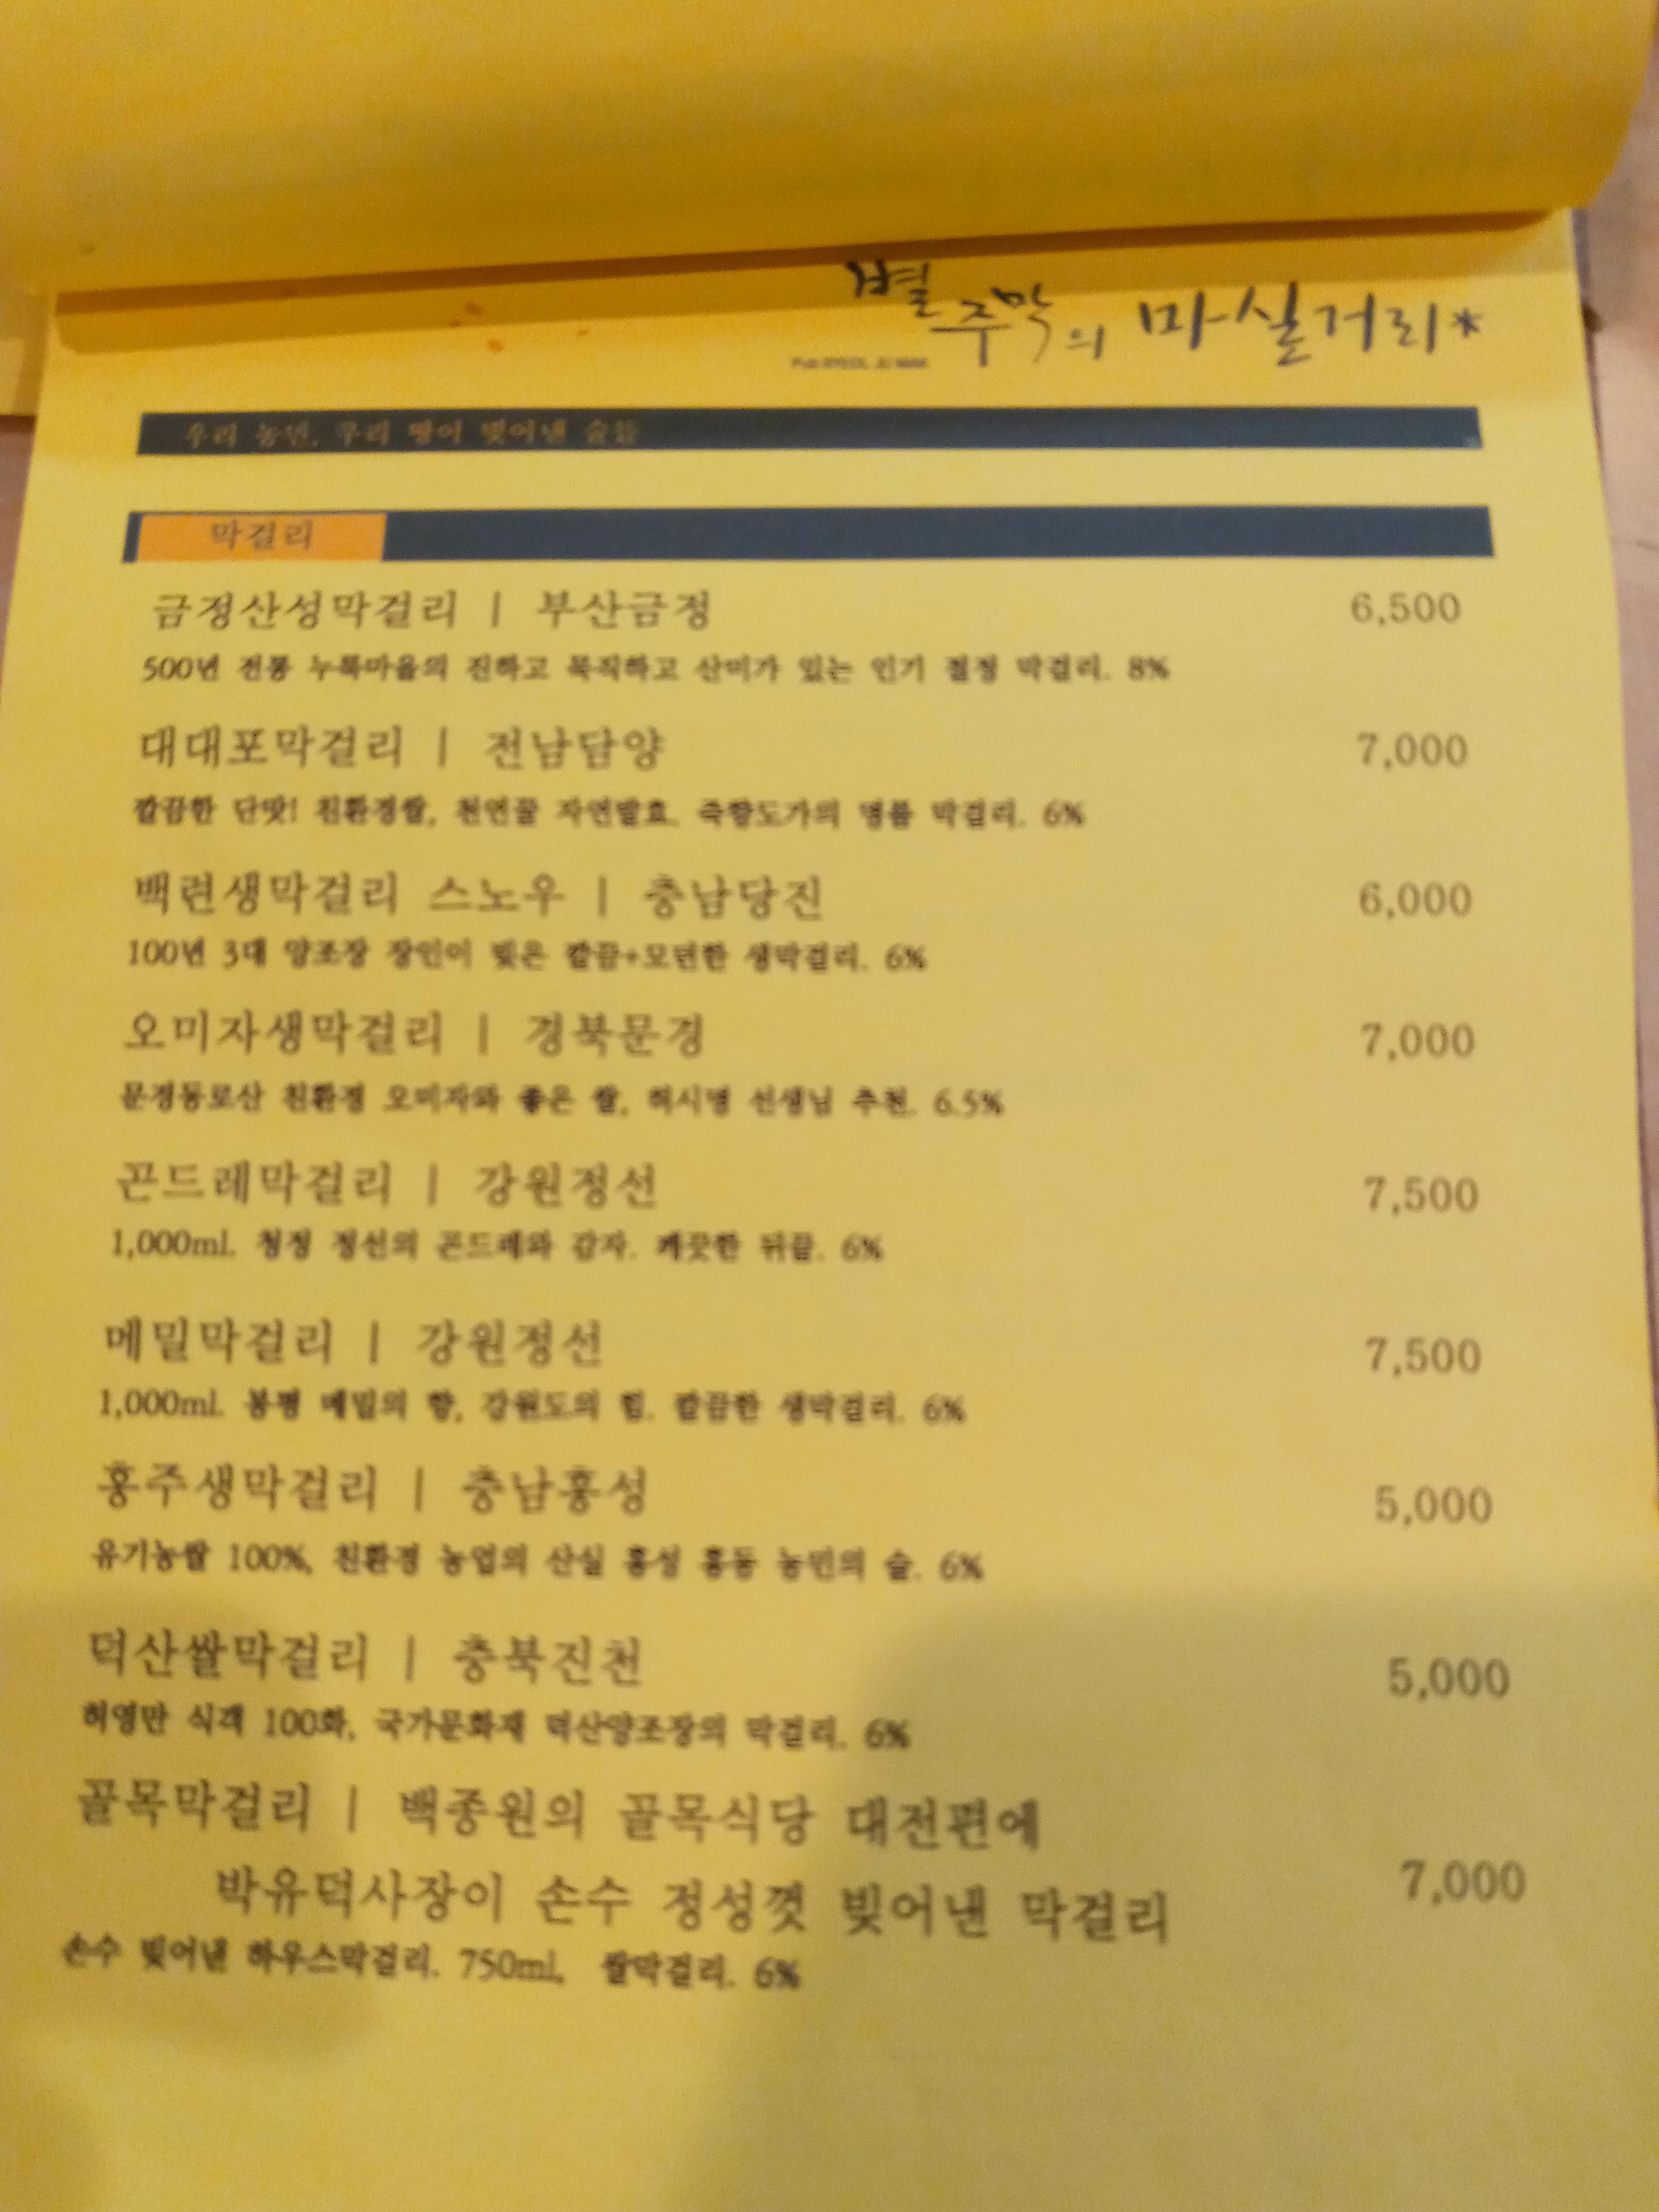 별주막의 마실거리*
Pub BYEOL JU MAK
우리 농민, 우리 땅이 빚어낸 술들
막걸리
금정산성막걸리 | 부산금정 6,500
500년 전통 누룩마을의 진하고 묵직하고 산미가 있는 인기 절정 막걸리. 8%
대대포막걸리 | 전남담양 7,000
깔끔한 단맛! 친환경쌀, 천연꿀 자연발효. 죽향도가의 명품 막걸리. 6%
백련생막걸리 스노우 | 충남당진 6,000
100년 3대 양조장 장인이 빚은 깔끔+모던한 생막걸리. 6%
오미자생막걸리 | 경북문경 7,000
문경동로산 친환경 오미자와 좋은 쌀, 허시명 선생님 추천. 6.5%
곤드레막걸리 | 강원정선 7,500
1,000ml. 청정 정선의 곤드레와 감자. 깨끗한 뒤끝. 6%
메밀막걸리 | 강원정선 7,500
1,000ml. 봉평 메밀의 향, 강원도의 힘. 깔끔한 생막걸리. 6%
홍주생막걸리 | 충남홍성 5,000
유기농쌀 100%, 친환경 농업의 산실 홍성 홍동 농민의 술. 6%
덕산쌀막걸리 | 충북진천 5,000
허영만 식객 100화, 국가문화재 덕산양조장의 막걸리. 6%
골목막걸리 | 백종원의 골목식당 대전편에
박유덕사장이 손수 정성껏 빚어낸 막걸리 7,000
손수 빚어낸 하우스막걸리. 750ml, 쌀막걸리. 6%